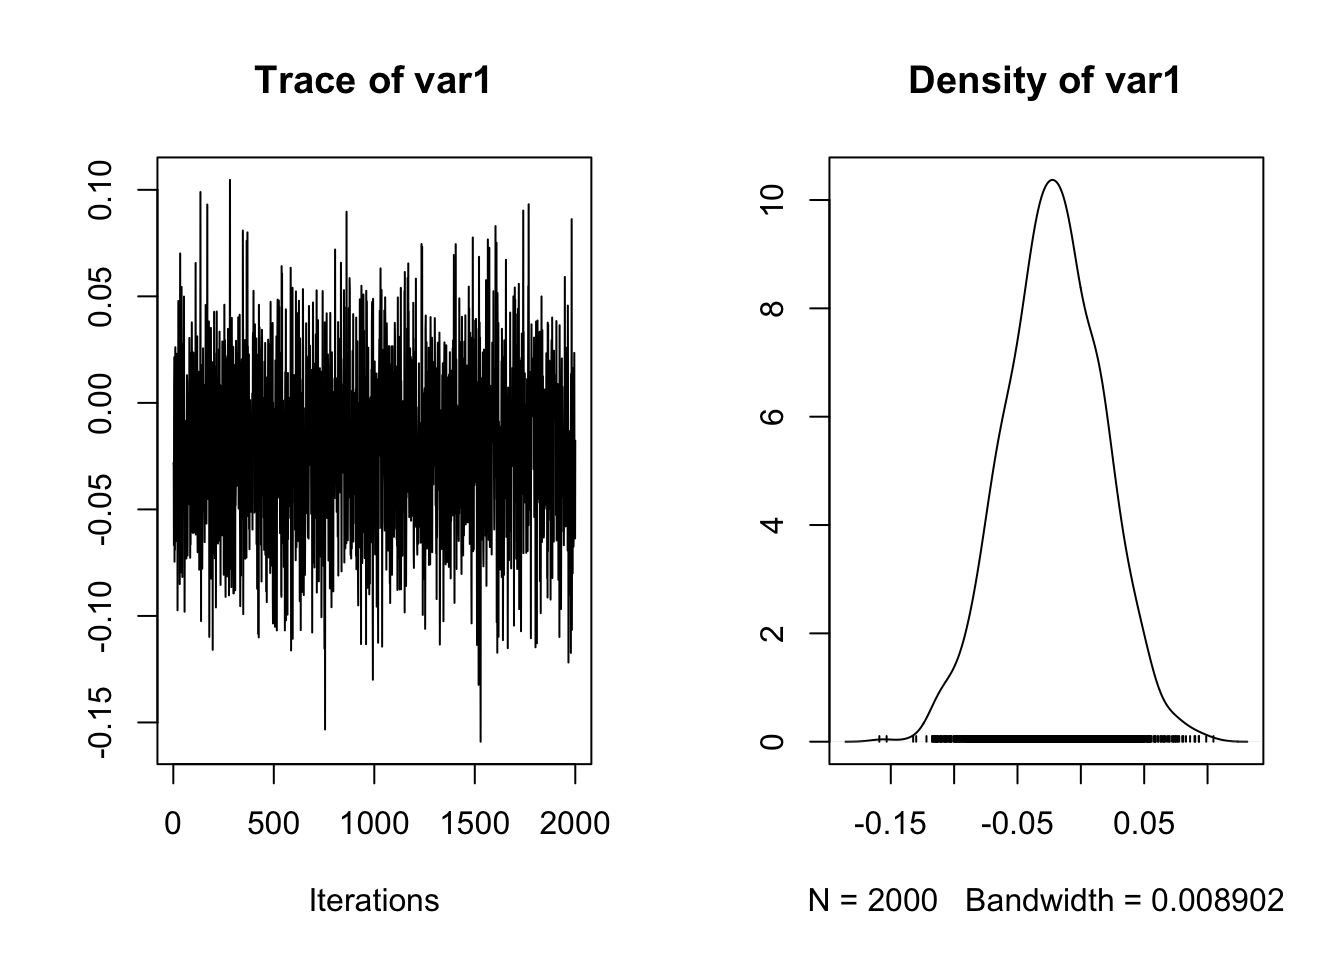 Trace of var1
0.10
0.05
0.00
-0.05
-0.10
-0.15
0 500 1000 1500 2000
Iterations
Density of var1
10
8
6
4
2
0
-0.15 -0.05 0.05
N = 2000 Bandwidth = 0.008902